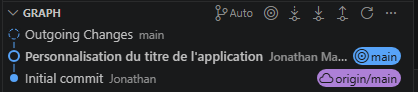 GRAPH Auto
Outgoing Changes main
Personnalisation du titre de l'application Jonathan Ma... main
Initial commit Jonathan origin/main